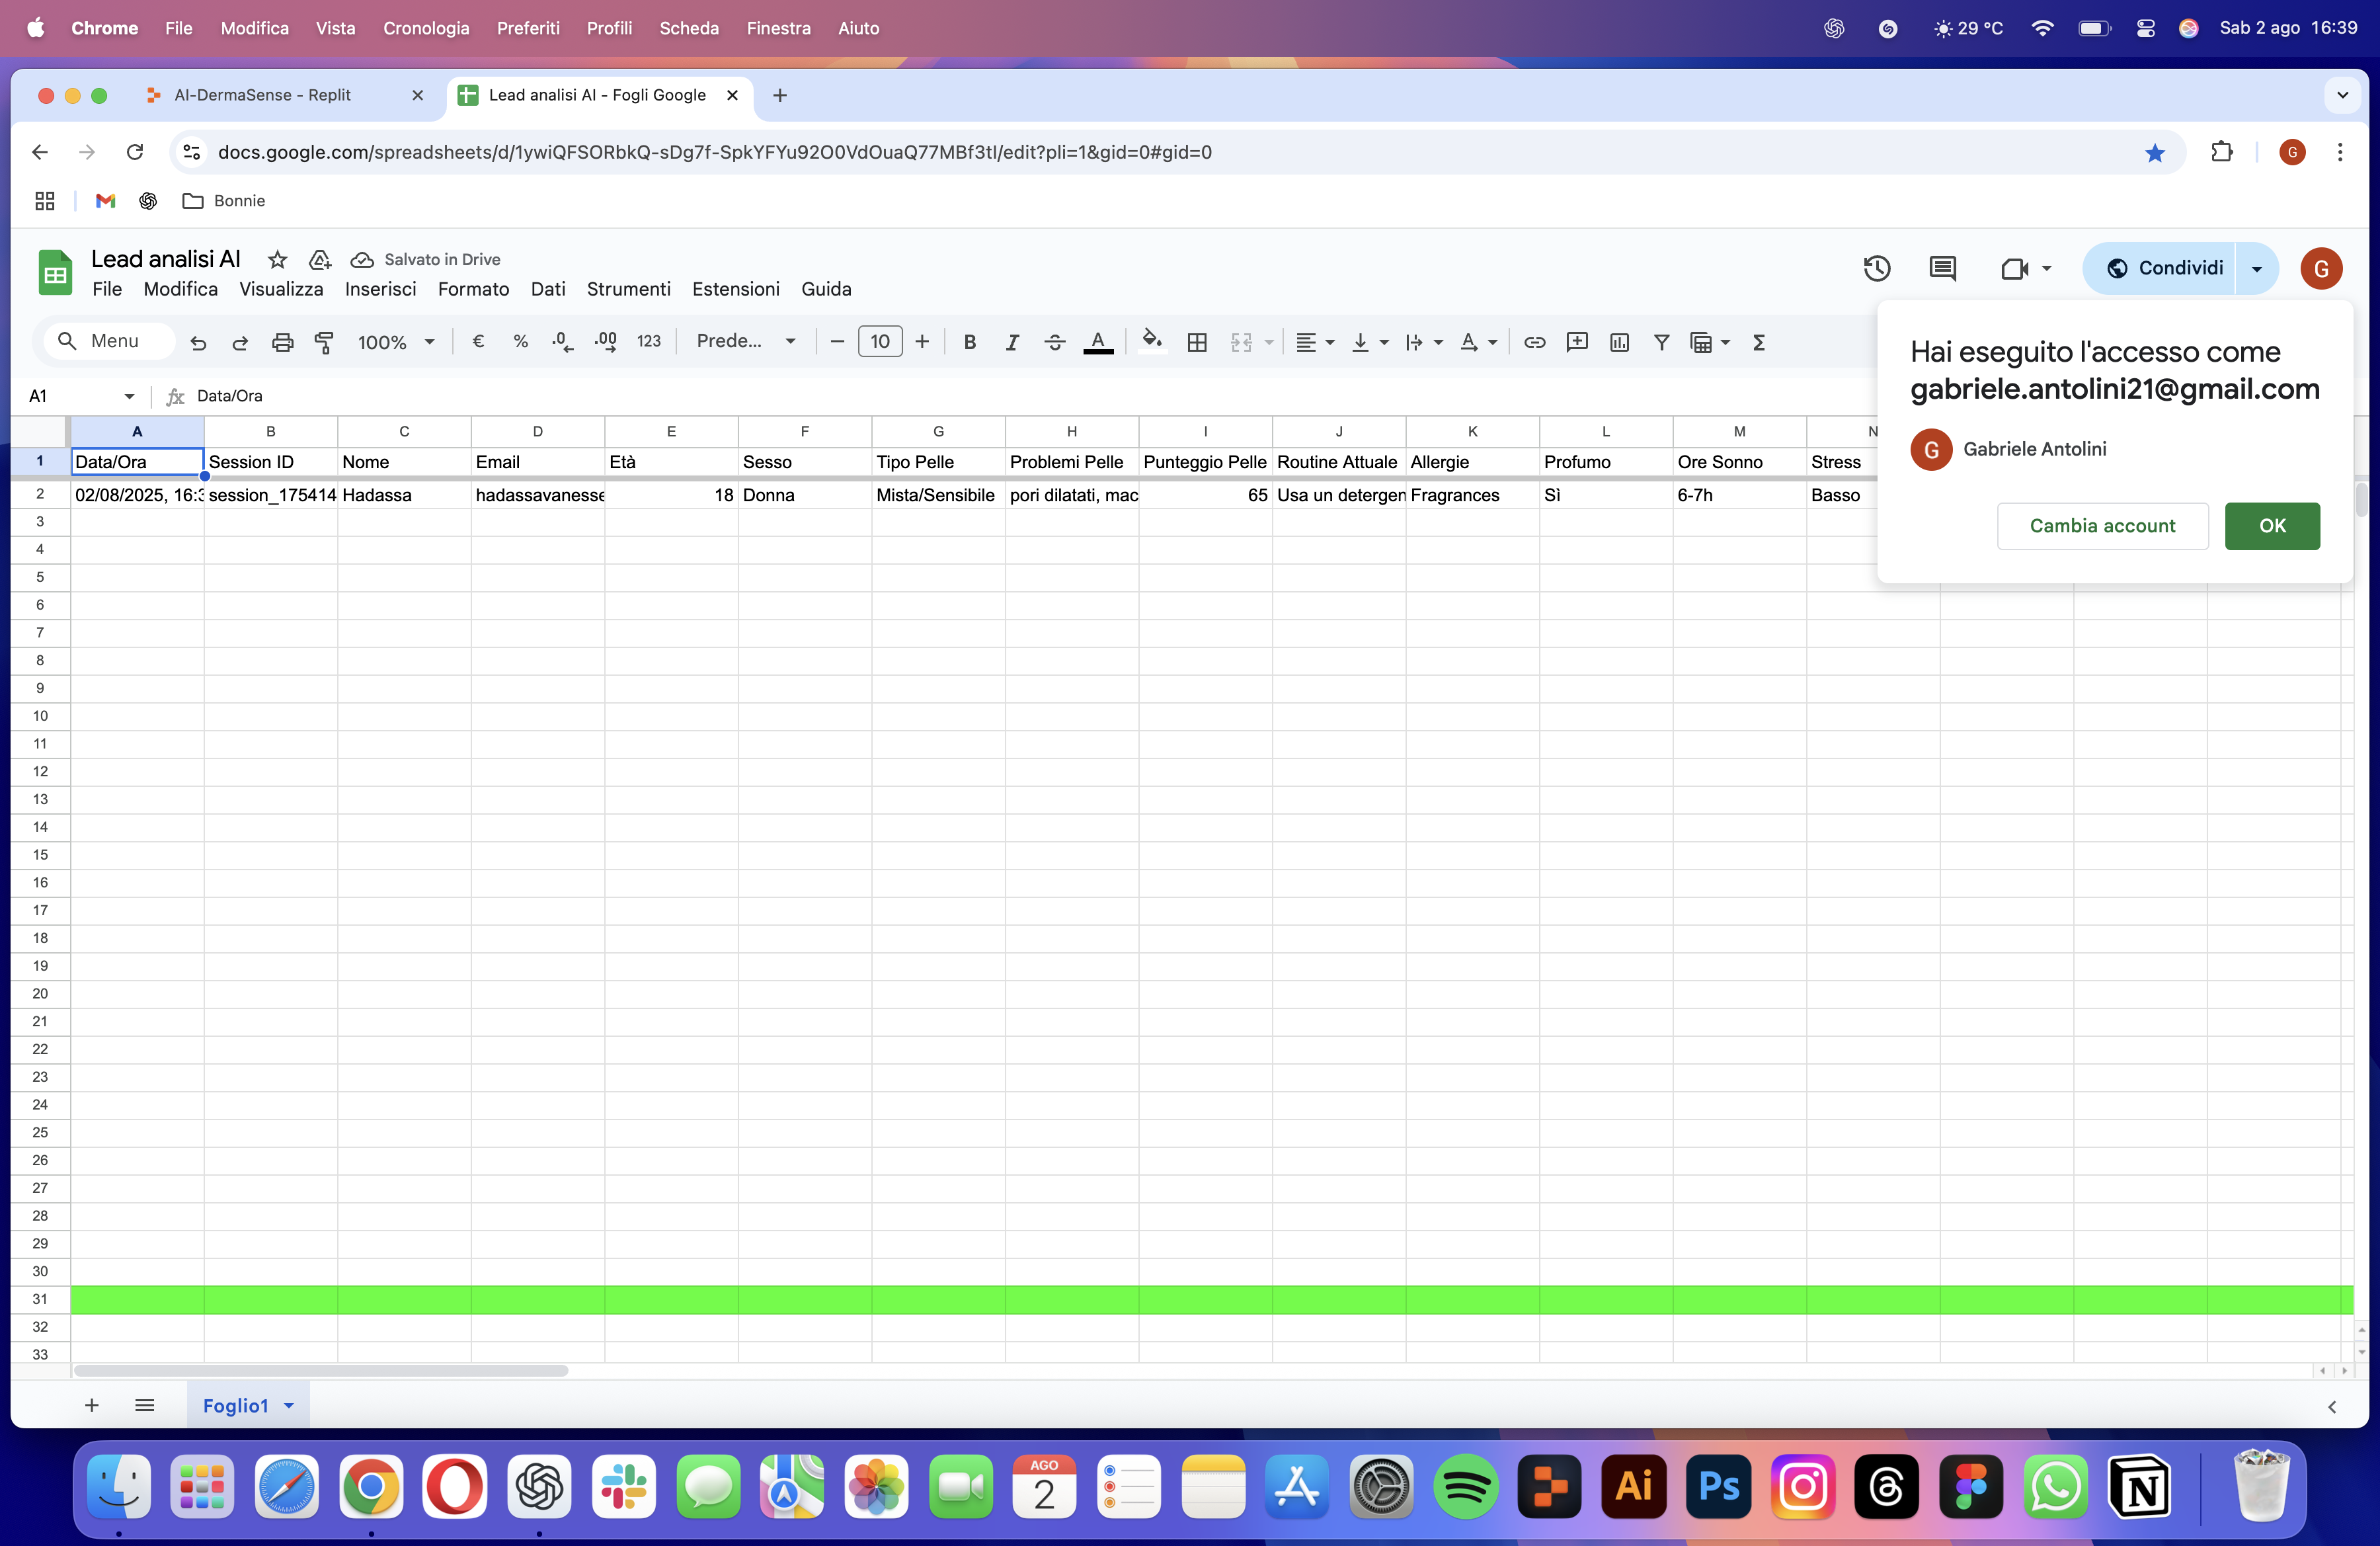 Chrome File Modifica Vista Cronologia Preferiti Profili Scheda Finestra Aiuto 29 °C Sab 2 ago 16:39
AI-DermaSense - Replit Lead analisi AI - Fogli Google
docs.google.com/spreadsheets/d/1ywiQFSORbkQ-sDg7f-SpkYFYu92O0VdOuaQ77MBf3tI/edit?pli=1&gid=0#gid=0 G
Bonnie
Lead analisi AI Salvato in Drive
File Modifica Visualizza Inserisci Formato Dati Strumenti Estensioni Guida Condividi G
Menu 100% € % .0 .00 123 Prede... 10 B I A
Hai eseguito l'accesso come
gabriele.antolini21@gmail.com
G Gabriele Antolini
Cambia account OK
A1 fx Data/Ora
A B C D E F G H I J K L M N
1 Data/Ora Session ID Nome Email Età Sesso Tipo Pelle Problemi Pelle Punteggio Pelle Routine Attuale Allergie Profumo Ore Sonno Stress
2 02/08/2025, 16:3 session_175414 Hadassa hadassavanesse 18 Donna Mista/Sensibile pori dilatati, mac 65 Usa un detergen Fragrances Sì 6-7h Basso
3
4
5
6
7
8
9
10
11
12
13
14
15
16
17
18
19
20
21
22
23
24
25
26
27
28
29
30
31
32
33
Foglio1
AGO
2
Ai
Ps